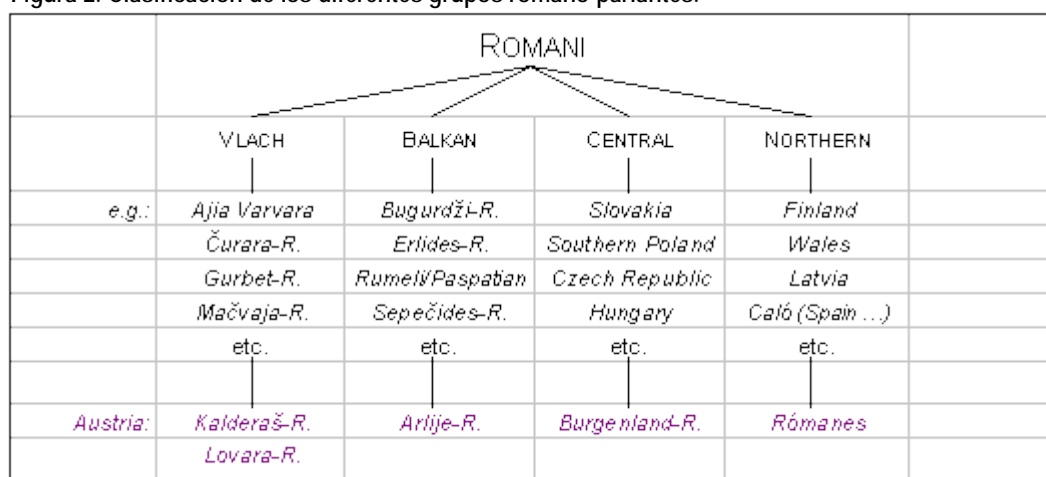 Figura 2. Clasificación de los diferentes grupos romanó-parlantes.
ROMANI
VLACH BALKAN CENTRAL NORTHERN
e.g.: Ajia Varvara Bugurdži-R. Slovakia Finland
Čurara-R. Erlides-R. Southern Poland Wales
Gurbet-R. Rumeli/Paspatian Czech Republic Latvia
Mačvaja-R. Sepečides-R. Hungary Caló (Spain ...)
etc. etc. etc. etc.
Austria: Kalderaš-R. Arlije-R. Burgenland-R. Rómanes
Lovara-R.